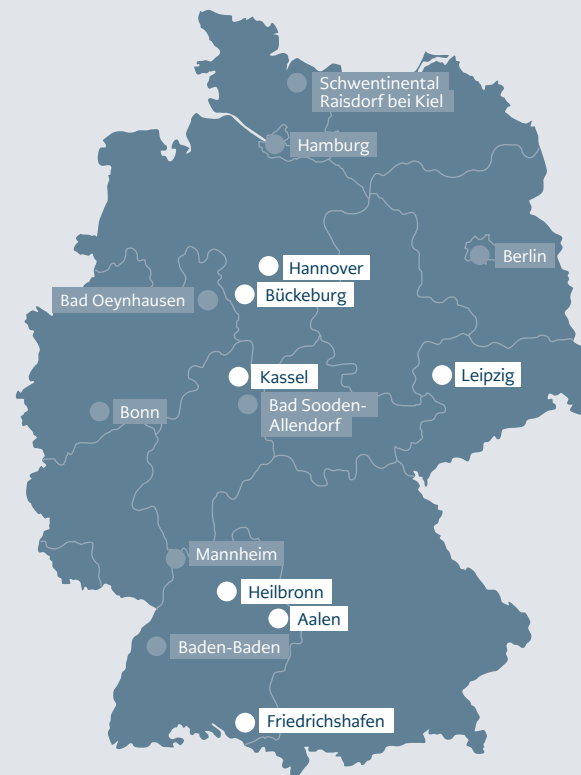 Schwentinental
Raisdorf bei Kiel
Hamburg
Berlin
Hannover
Bückeburg
Bad Oeynhausen
Kassel
Leipzig
Bad Sooden-
Allendorf
Bonn
Mannheim
Heilbronn
Aalen
Baden-Baden
Friedrichshafen